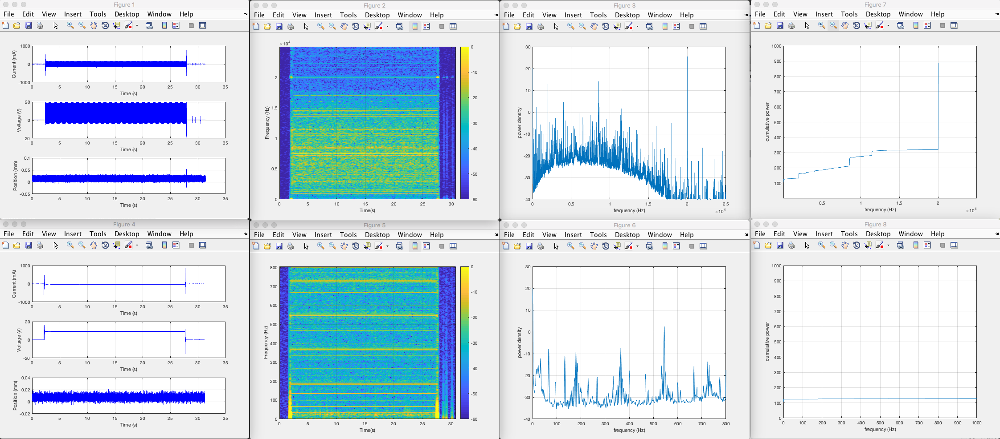 Figure 1
File Edit View Insert Tools Desktop Window Help
1000
0
-1000
Current (mA)
0 5 10 15 20 25 30 35
Time (s)
20
0
-20
Voltage (V)
0 5 10 15 20 25 30 35
Time (s)
0.1
0.05
0
-0.05
Position (mm)
0 5 10 15 20 25 30 35
Time (s)
Figure 2
File Edit View Insert Tools Desktop Window Help
×10⁴
2
1.5
1
0.5
0
Frequency (Hz)
0 5 10 15 20 25 30
Time(s)
0
-10
-20
-30
-40
-50
-60
Figure 3
File Edit View Insert Tools Desktop Window Help
30
20
10
0
-10
-20
-30
-40
power density
0 0.5 1 1.5 2 2.5
frequency (Hz)
×10⁴
Figure 7
File Edit View Insert Tools Desktop Window Help
1000
900
800
700
600
500
400
300
200
100
cumulative power
0.5 1 1.5 2
frequency (Hz)
×10⁴
Figure 4
File Edit View Insert Tools Desktop Window Help
1000
0
-1000
Current (mA)
0 5 10 15 20 25 30 35
Time (s)
20
0
-20
Voltage (V)
0 5 10 15 20 25 30 35
Time (s)
0.04
0.02
0
-0.02
Position (mm)
0 5 10 15 20 25 30 35
Time (s)
Figure 5
File Edit View Insert Tools Desktop Window Help
800
700
600
500
400
300
200
100
0
Frequency (Hz)
0 5 10 15 20 25 30
Time(s)
0
-10
-20
-30
-40
-50
-60
Figure 6
File Edit View Insert Tools Desktop Window Help
30
20
10
0
-10
-20
-30
-40
power density
0 100 200 300 400 500 600 700 800
frequency (Hz)
Figure 8
File Edit View Insert Tools Desktop Window Help
1000
900
800
700
600
500
400
300
200
100
0
cumulative power
0 100 200 300 400 500 600 700 800 900 1000
frequency (Hz)